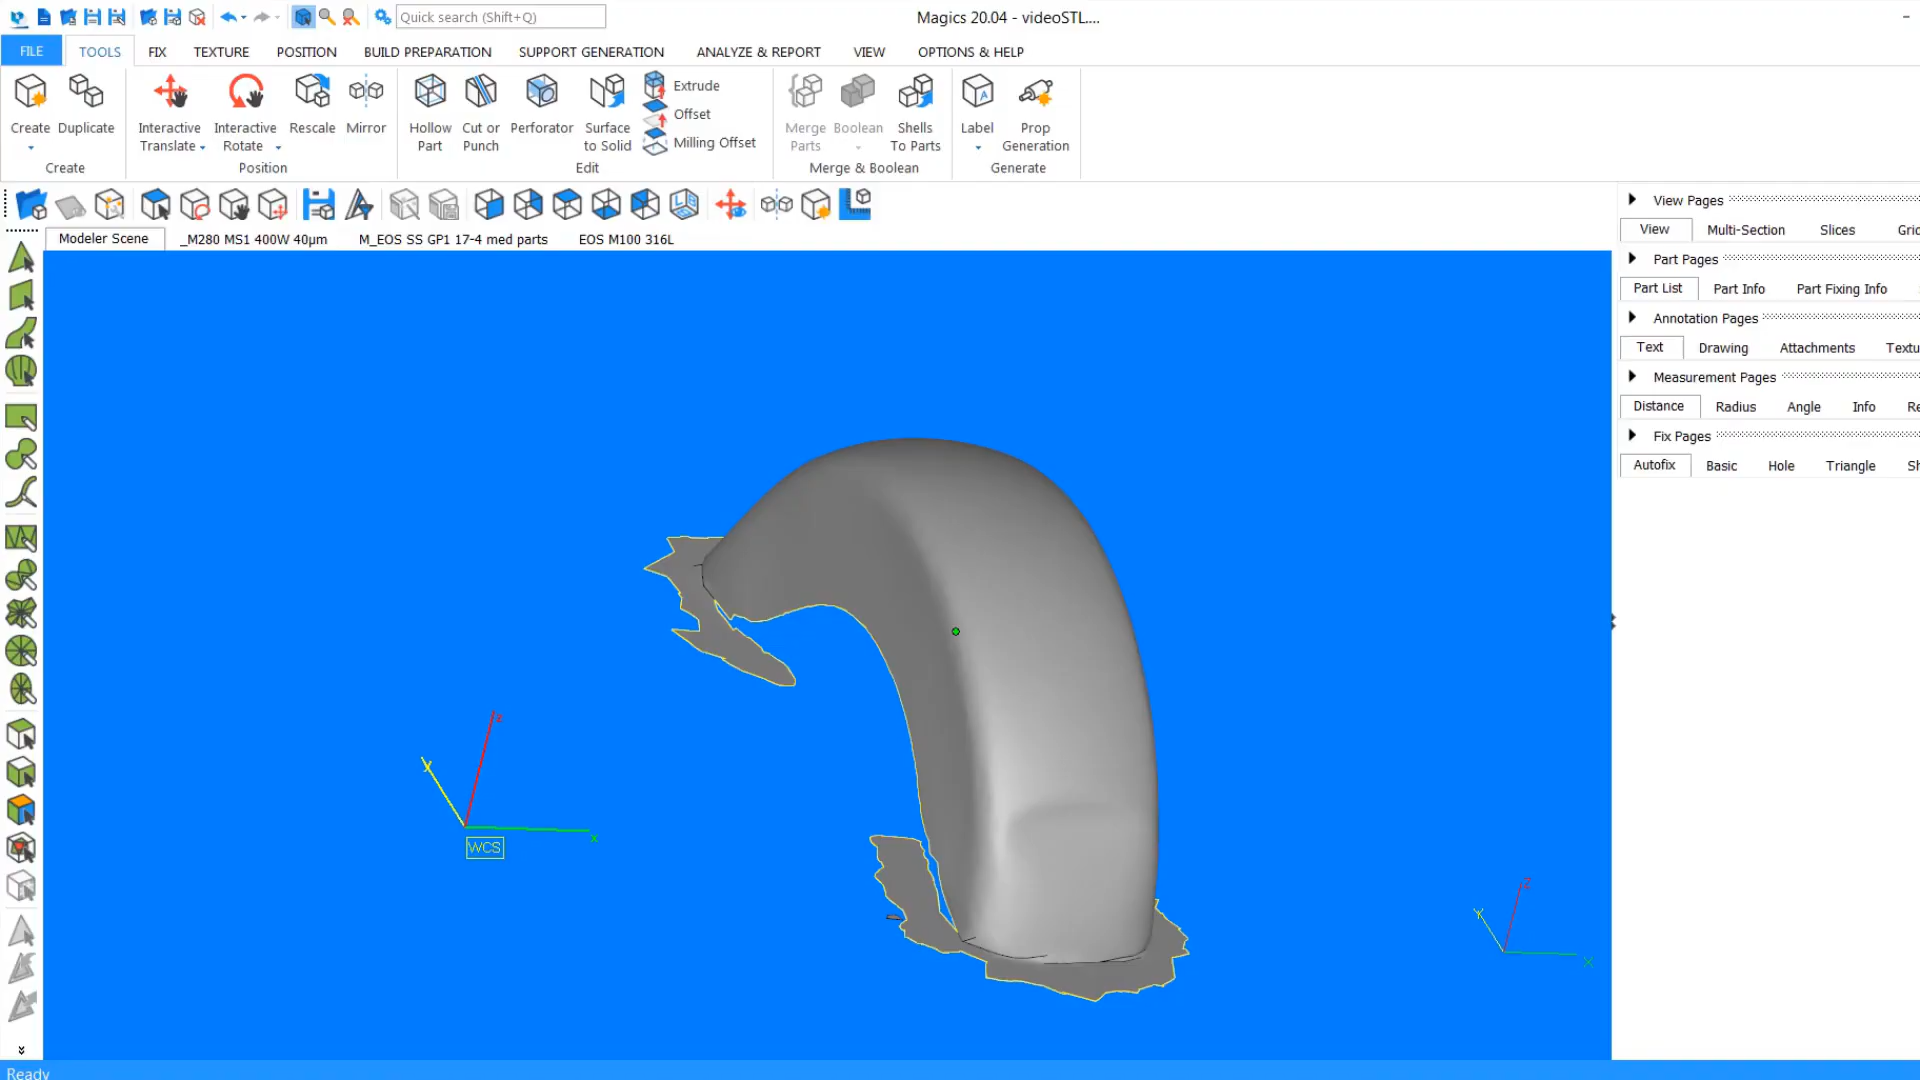 Quick search (Shift+Q)
Magics 20.04 - videoSTL....
FILE TOOLS FIX TEXTURE POSITION BUILD PREPARATION SUPPORT GENERATION ANALYZE & REPORT VIEW OPTIONS & HELP
Create Duplicate
Create
Interactive Translate Interactive Rotate Rescale Mirror
Position
Hollow Part Cut or Punch Perforator Surface to Solid
Extrude
Offset
Milling Offset
Edit
Merge Parts Boolean Shells To Parts
Merge & Boolean
Label Prop Generation
Generate
Modeler Scene _M280 MS1 400W 40µm M_EOS SS GP1 17-4 med parts EOS M100 316L
View Pages
View Multi-Section Slices Gric
Part Pages
Part List Part Info Part Fixing Info
Annotation Pages
Text Drawing Attachments Textu
Measurement Pages
Distance Radius Angle Info Re
Fix Pages
Autofix Basic Hole Triangle Sh
z
y
x
WCS
Z
Y
X
Ready